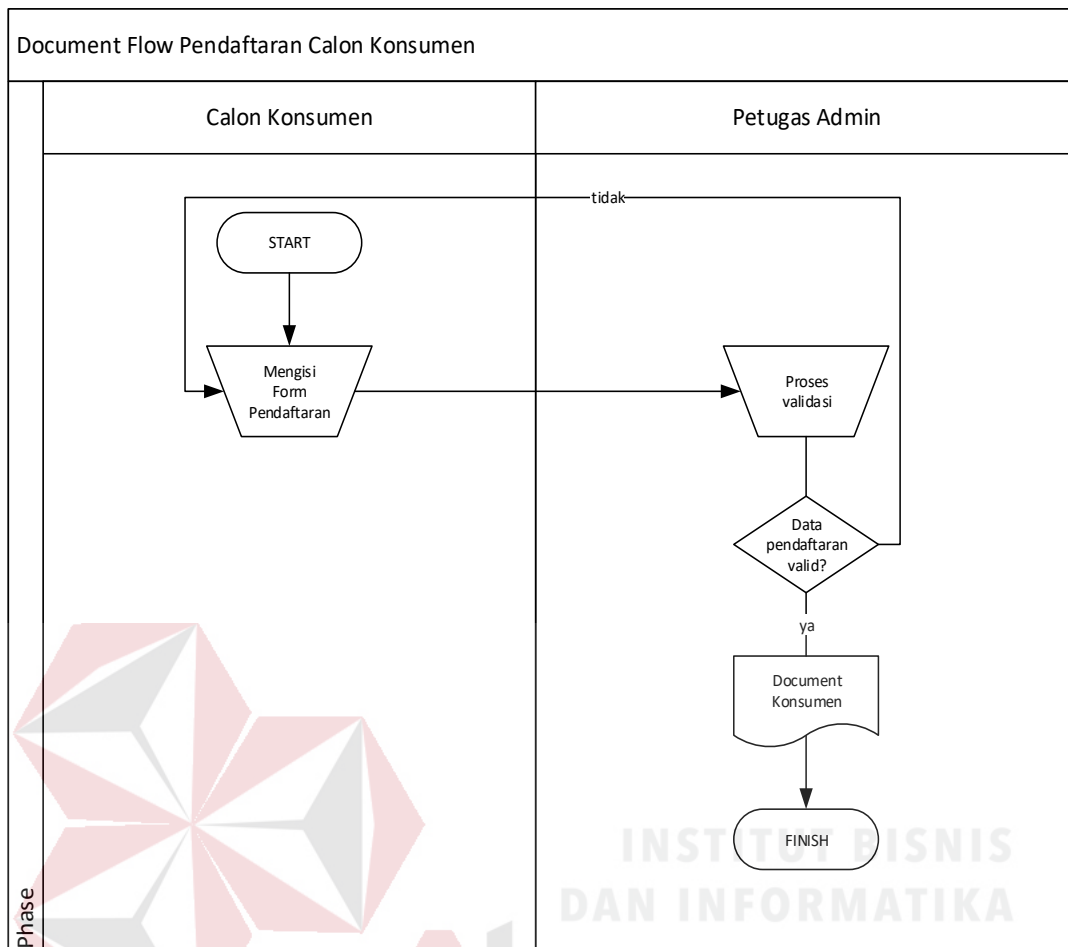 Document Flow Pendaftaran Calon Konsumen
Calon Konsumen
Petugas Admin
tidak
START
Mengisi
Form
Pendaftaran
Proses
validasi
Data
pendaftaran
valid?
ya
Document
Konsumen
FINISH
INSTITUT BISNIS
DAN INFORMATIKA
Phase